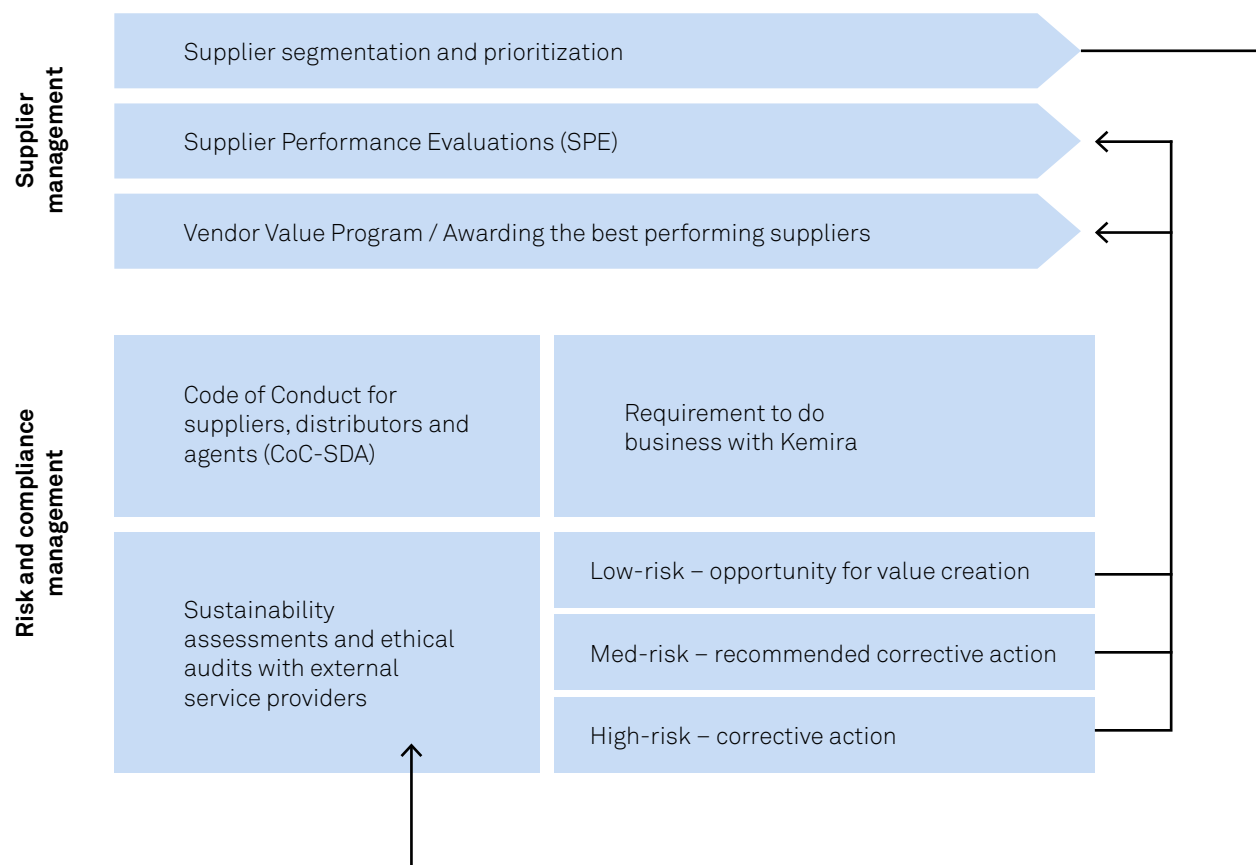 Supplier
management
Supplier segmentation and prioritization
Supplier Performance Evaluations (SPE)
Vendor Value Program / Awarding the best performing suppliers
Risk and compliance
management
Code of Conduct for
suppliers, distributors and
agents (CoC-SDA)
Requirement to do
business with Kemira
Sustainability
assessments and ethical
audits with external
service providers
Low-risk – opportunity for value creation
Med-risk – recommended corrective action
High-risk – corrective action